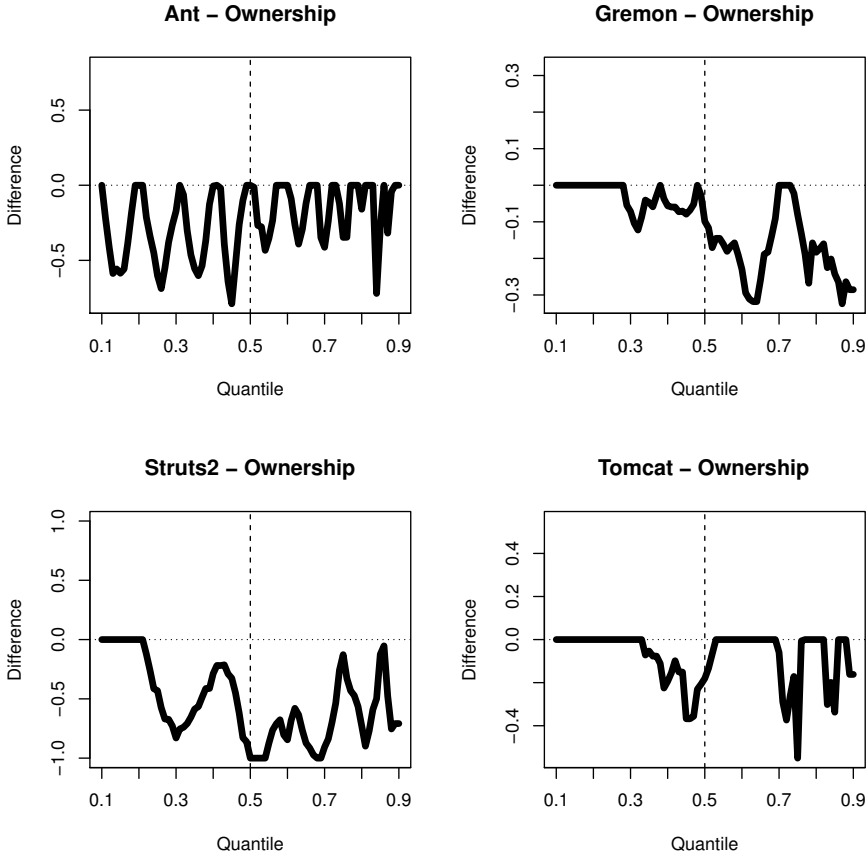 Ant − Ownership
Difference
0.5
0.0
−0.5
0.1 0.3 0.5 0.7 0.9
Quantile
Gremon − Ownership
Difference
0.3
0.1
−0.1
−0.3
0.1 0.3 0.5 0.7 0.9
Quantile
Struts2 − Ownership
Difference
1.0
0.5
0.0
−0.5
−1.0
0.1 0.3 0.5 0.7 0.9
Quantile
Tomcat − Ownership
Difference
0.4
0.2
0.0
−0.4
0.1 0.3 0.5 0.7 0.9
Quantile